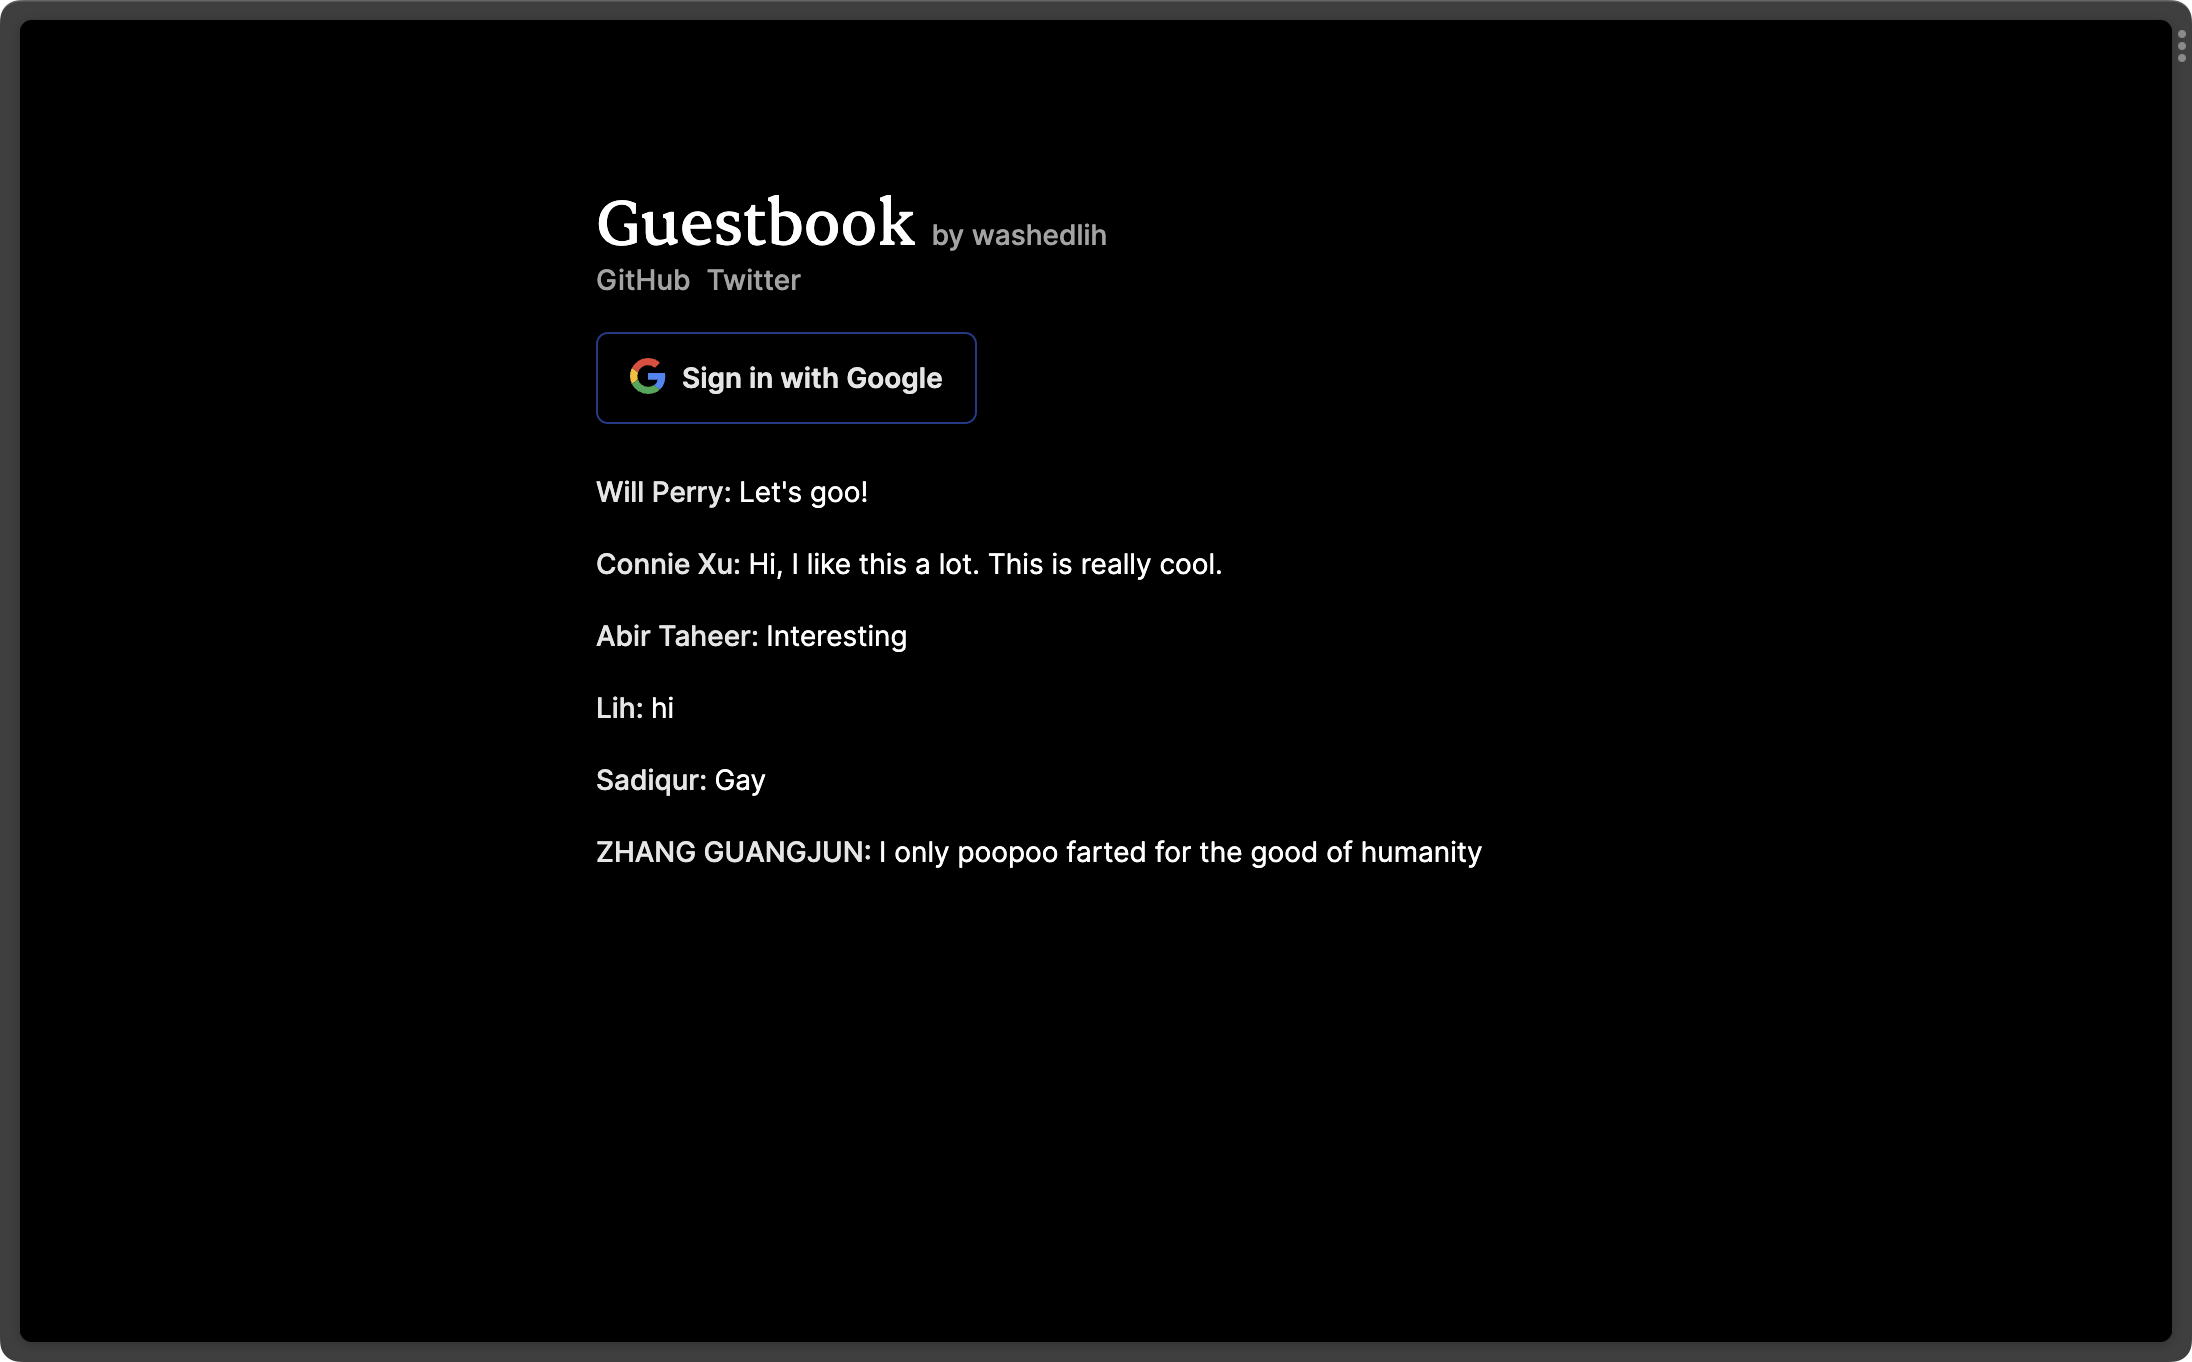 Guestbook by washedlih
GitHub Twitter
Sign in with Google
Will Perry: Let's goo!
Connie Xu: Hi, I like this a lot. This is really cool.
Abir Taheer: Interesting
Lih: hi
Sadiqur: Gay
ZHANG GUANGJUN: I only poopoo farted for the good of humanity